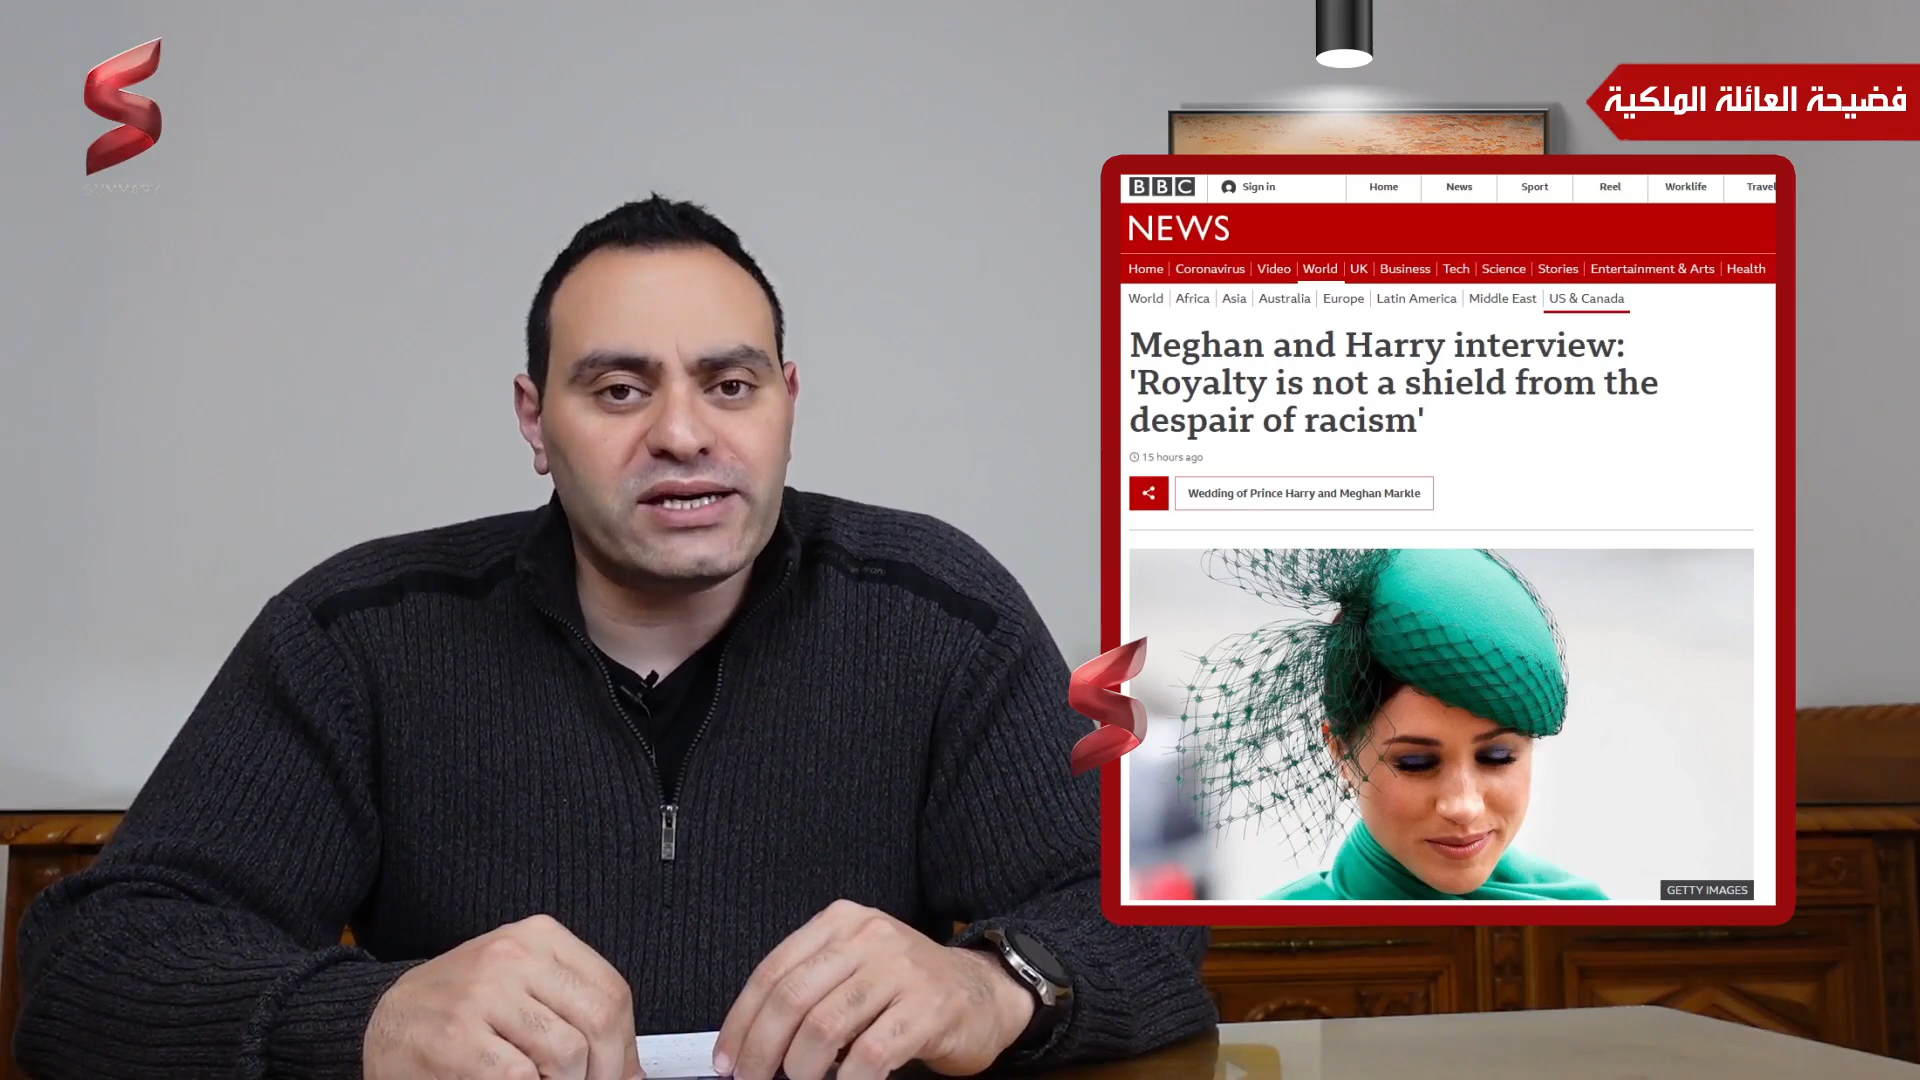 SUMMARY
فضيحة العائلة الملكية
BBC Sign in Home News Sport Reel Worklife Travel
NEWS
Home Coronavirus Video World UK Business Tech Science Stories Entertainment & Arts Health
World Africa Asia Australia Europe Latin America Middle East US & Canada
Meghan and Harry interview:
'Royalty is not a shield from the
despair of racism'
15 hours ago
Wedding of Prince Harry and Meghan Markle
GETTY IMAGES